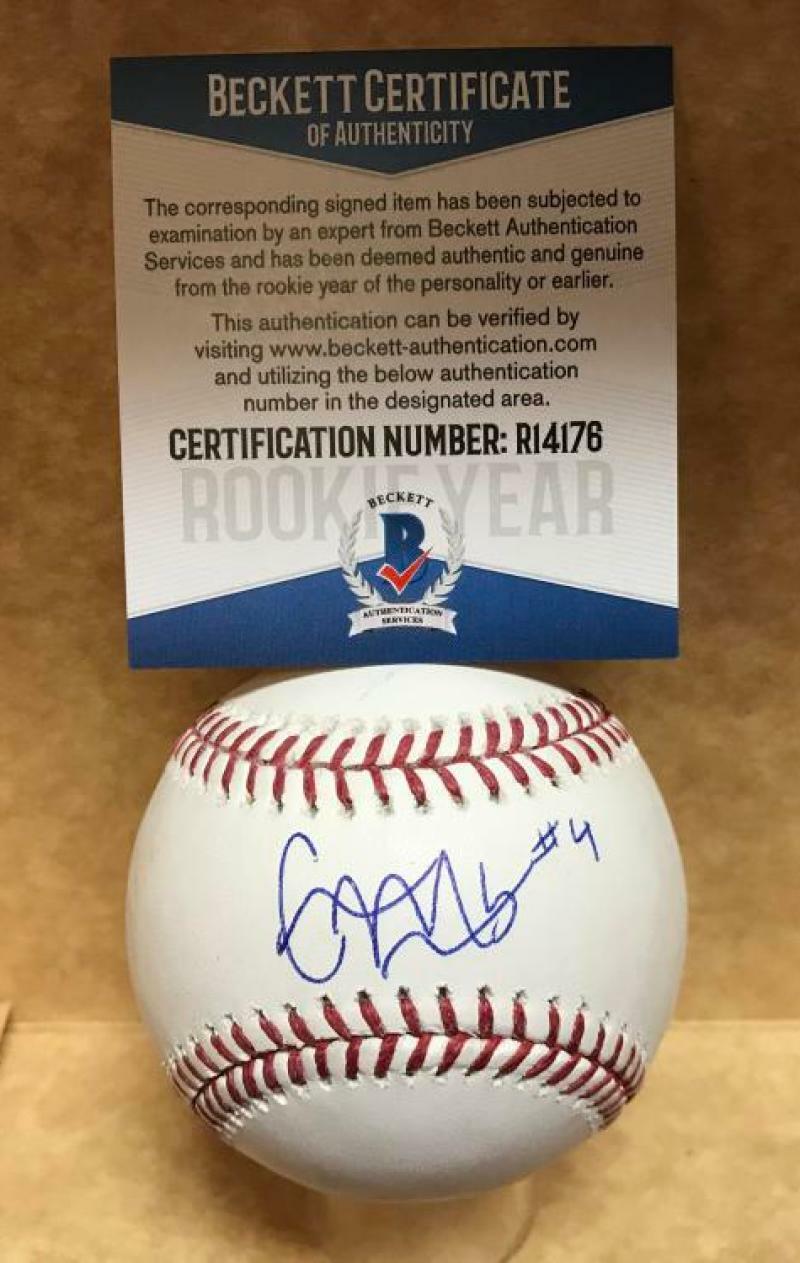 BECKETT CERTIFICATE
OF AUTHENTICITY
The corresponding signed item has been subjected to
examination by an expert from Beckett Authentication
Services and has been deemed authentic and genuine
from the rookie year of the personality or earlier.
This authentication can be verified by
visiting www.beckett-authentication.com
and utilizing the below authentication
number in the designated area.
CERTIFICATION NUMBER: R14176
ROOKIE YEAR
BECKETT
B
AUTHENTICATION
SERVICES
#4